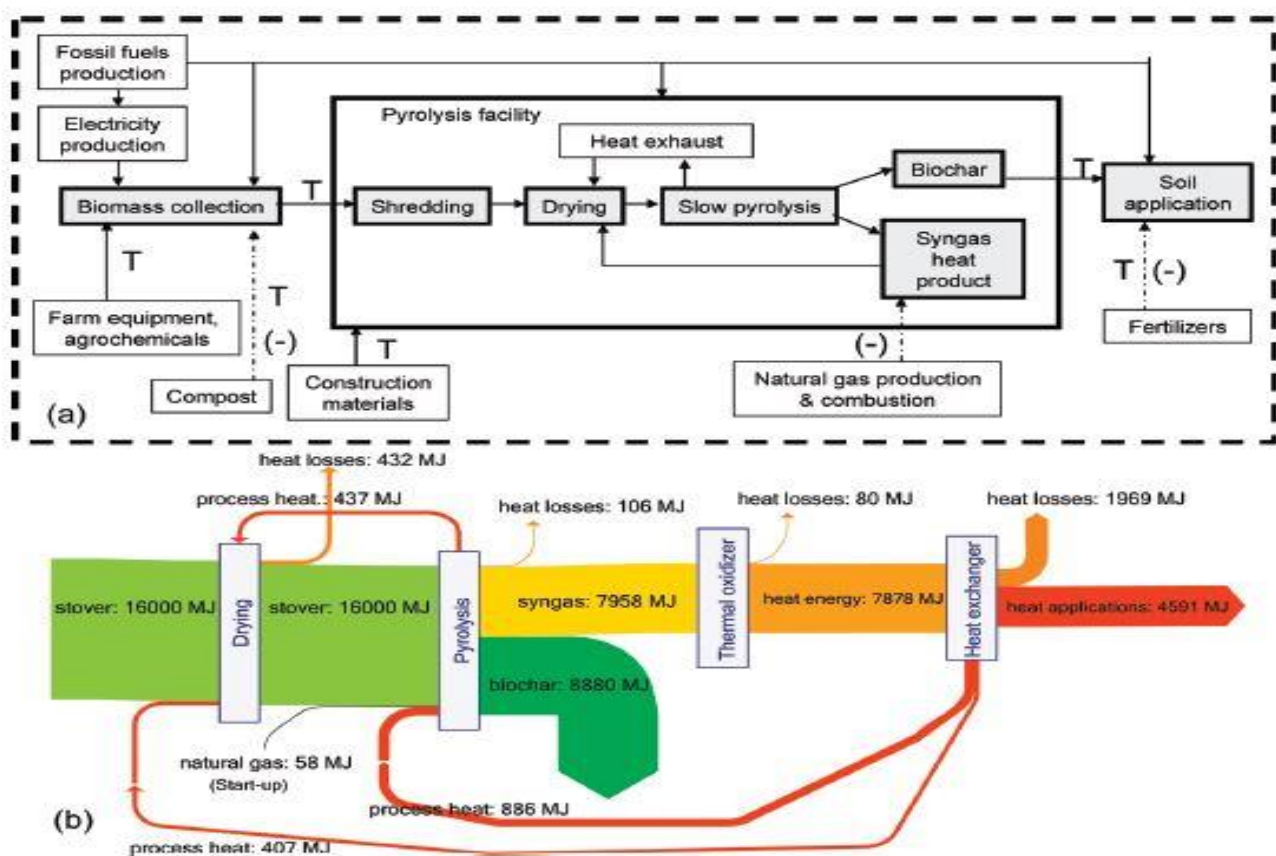 Fossil fuels
production
Electricity
production
Biomass collection
T
Farm equipment,
agrochemicals
T
T
(-)
Compost
Pyrolysis facility
Heat exhaust
Shredding
Drying
Slow pyrolysis
Biochar
Syngas
heat
product
T
Soil
application
T
(-)
Fertilizers
T
Construction
materials
(-)
Natural gas production
& combustion
(a)
heat losses: 432 MJ
process heat.: 437 MJ
heat losses: 106 MJ
heat losses: 80 MJ
heat losses: 1969 MJ
stover: 16000 MJ
Drying
stover: 16000 MJ
Pyrolysis
syngas: 7958 MJ
Thermal oxidizer
heat energy: 7878 MJ
Heat exchanger
heat applications: 4591 MJ
biochar: 8880 MJ
natural gas: 58 MJ
(Start-up)
process heat: 886 MJ
(b)
process heat: 407 MJ